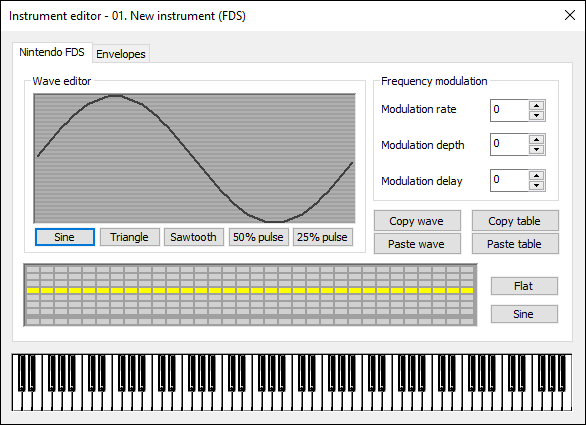 Instrument editor - 01. New instrument (FDS)
Nintendo FDS
Envelopes
Wave editor
Sine
Triangle
Sawtooth
50% pulse
25% pulse
Frequency modulation
Modulation rate
0
Modulation depth
0
Modulation delay
0
Copy wave
Copy table
Paste wave
Paste table
Flat
Sine